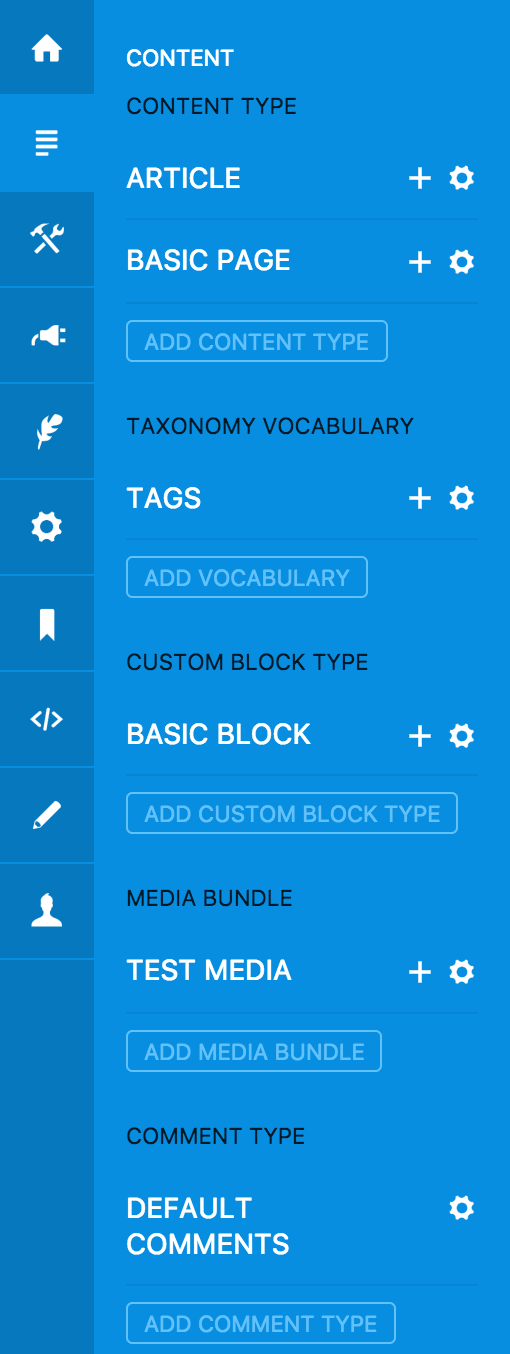 CONTENT
CONTENT TYPE
ARTICLE
BASIC PAGE
ADD CONTENT TYPE
TAXONOMY VOCABULARY
TAGS
ADD VOCABULARY
CUSTOM BLOCK TYPE
BASIC BLOCK
ADD CUSTOM BLOCK TYPE
MEDIA BUNDLE
TEST MEDIA
ADD MEDIA BUNDLE
COMMENT TYPE
DEFAULT
COMMENTS
ADD COMMENT TYPE